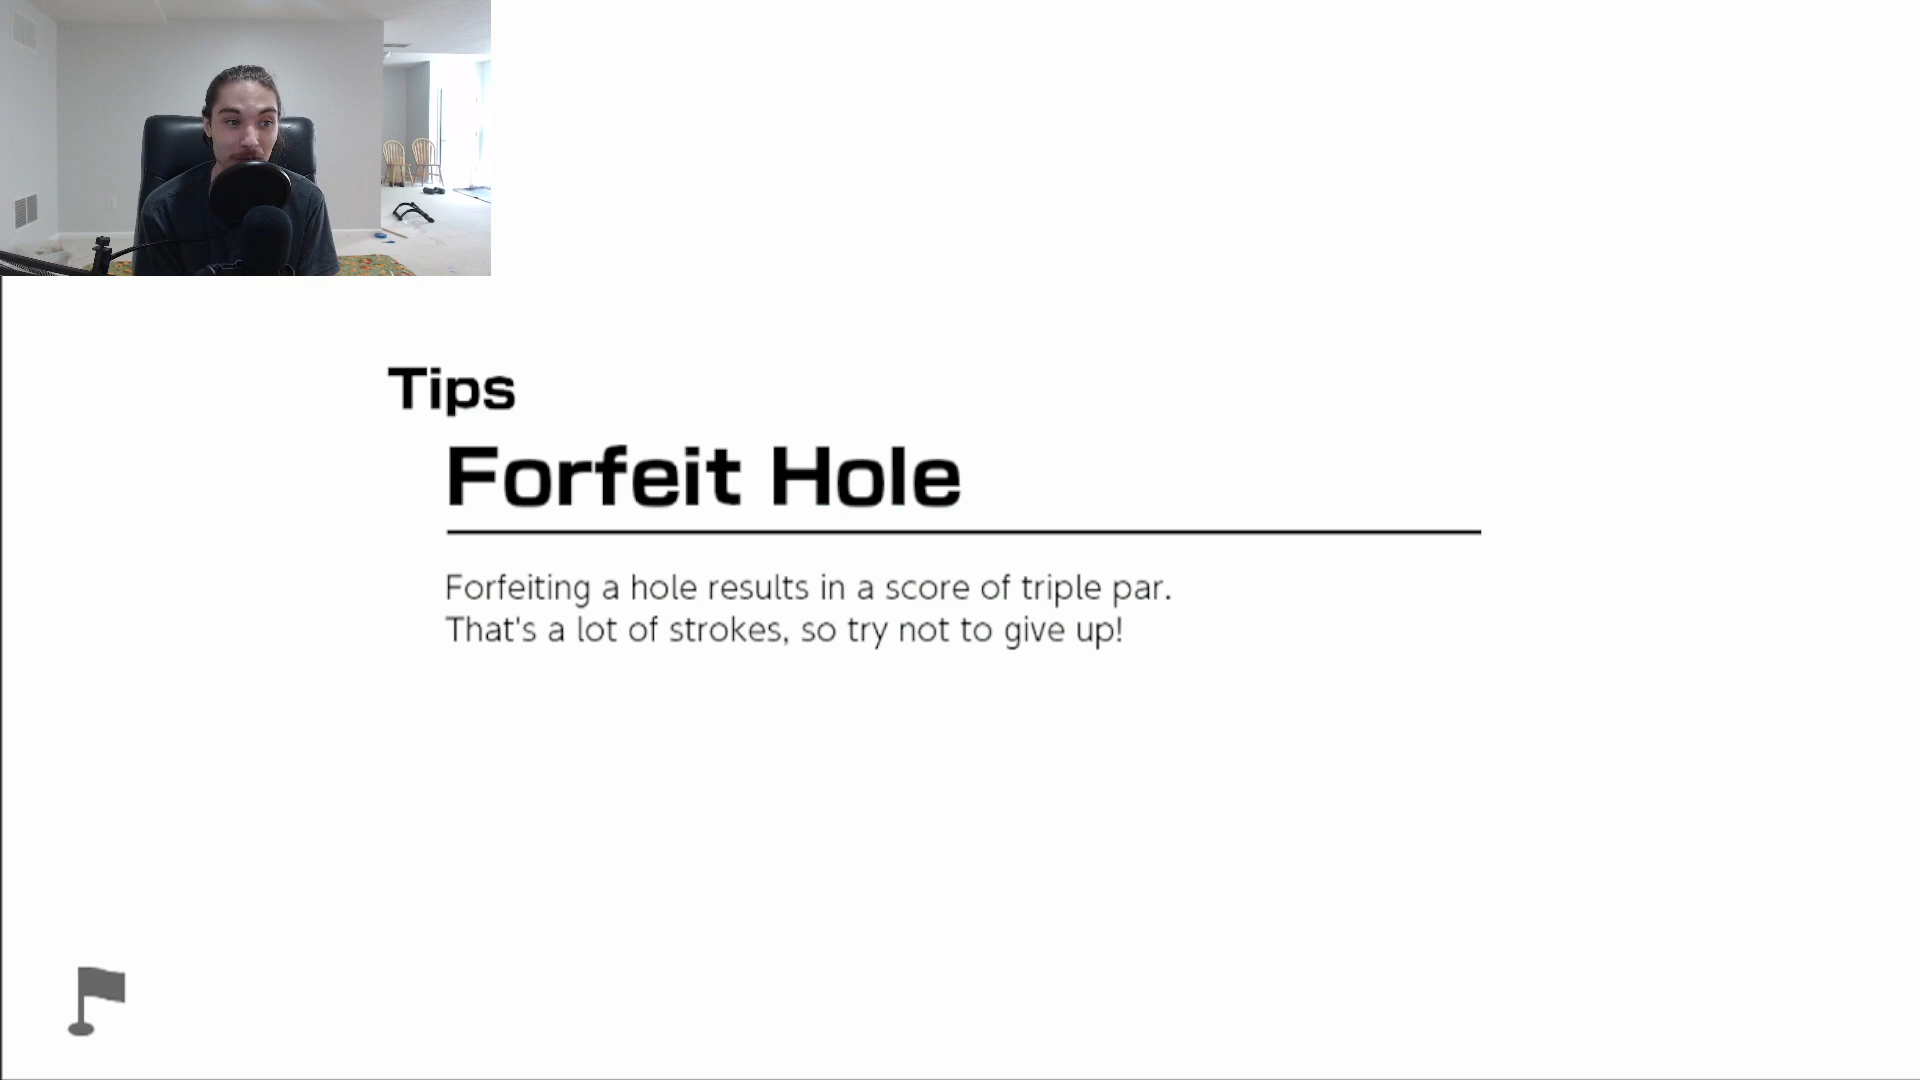 Tips
Forfeit Hole
Forfeiting a hole results in a score of triple par.
That's a lot of strokes, so try not to give up!